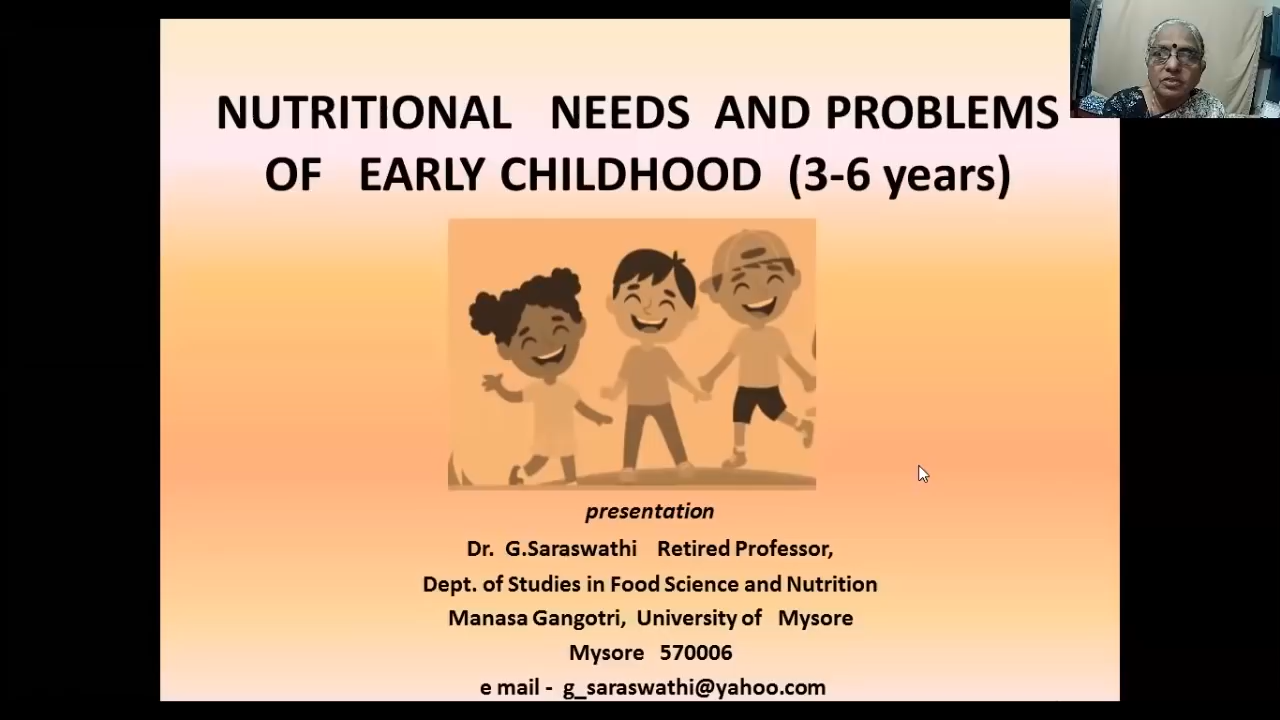 NUTRITIONAL NEEDS AND PROBLEMS
OF EARLY CHILDHOOD (3-6 years)
presentation
Dr. G.Saraswathi Retired Professor,
Dept. of Studies in Food Science and Nutrition
Manasa Gangotri, University of Mysore
Mysore 570006
e mail - g_saraswathi@yahoo.com